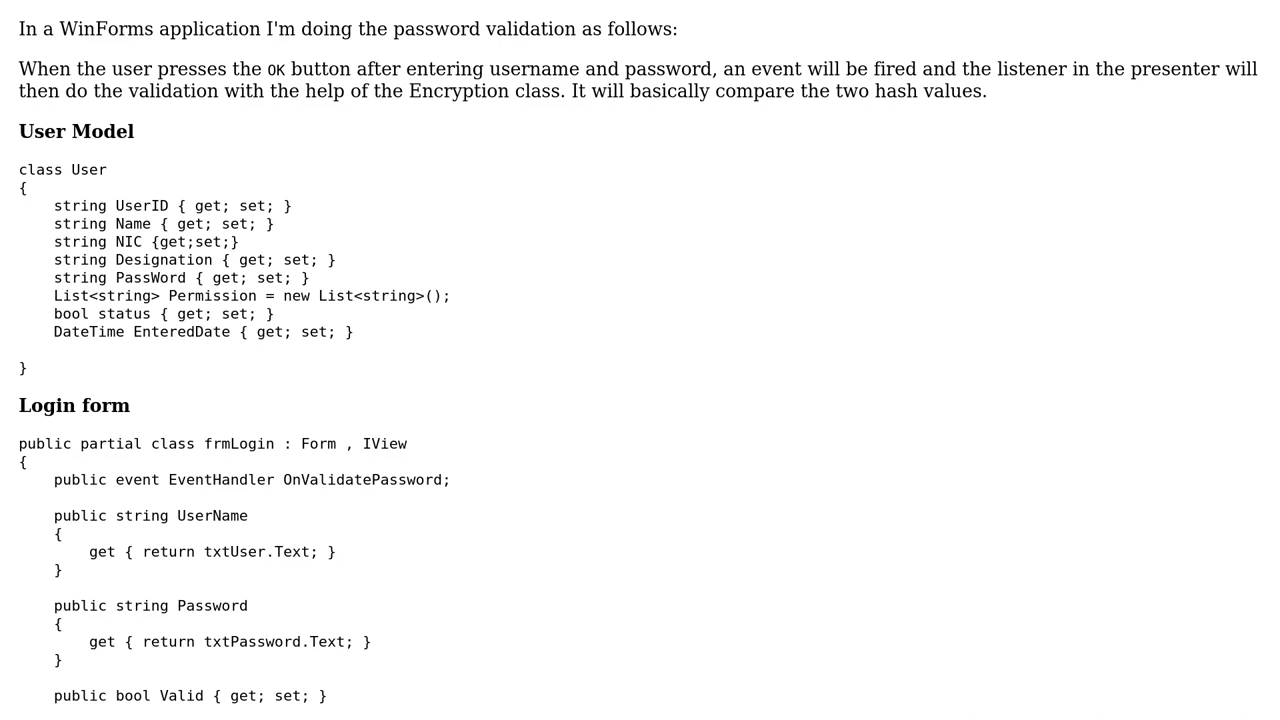 In a WinForms application I'm doing the password validation as follows:
When the user presses the OK button after entering username and password, an event will be fired and the listener in the presenter will
then do the validation with the help of the Encryption class. It will basically compare the two hash values.
User Model
class User
{
    string UserID { get; set; }
    string Name { get; set; }
    string NIC {get;set;}
    string Designation { get; set; }
    string PassWord { get; set; }
    List<string> Permission = new List<string>();
    bool status { get; set; }
    DateTime EnteredDate { get; set; }
}
Login form
public partial class frmLogin : Form , IView
{
    public event EventHandler OnValidatePassword;
    public string UserName
    {
        get { return txtUser.Text; }
    }
    public string Password
    {
        get { return txtPassword.Text; }
    }
    public bool Valid { get; set; }